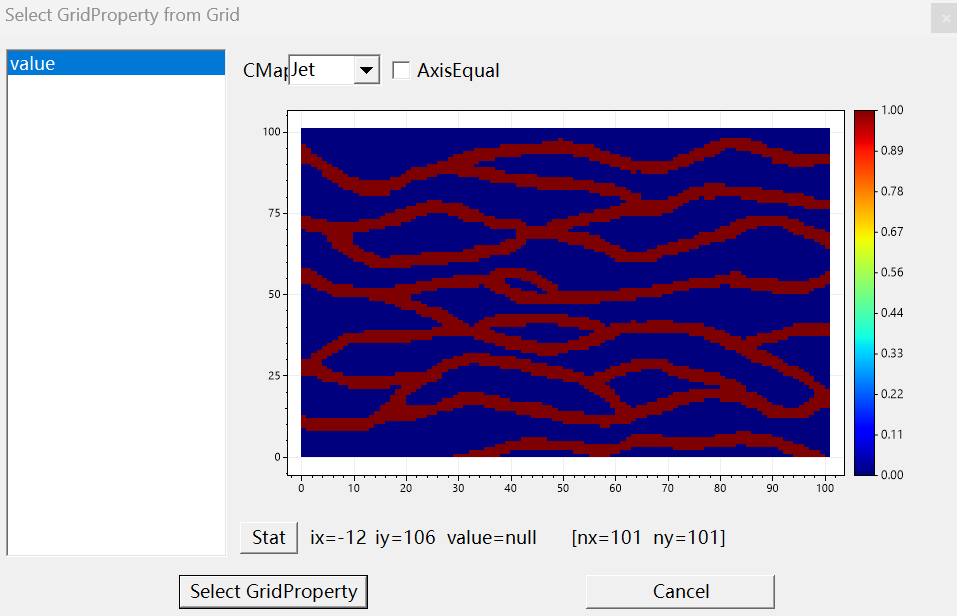 Select GridProperty from Grid
×
value
CMap
Jet
AxisEqual
100
75
50
25
0
0 10 20 30 40 50 60 70 80 90 100
1.00
0.89
0.78
0.67
0.56
0.44
0.33
0.22
0.11
0.00
Stat ix=-12 iy=106 value=null [nx=101 ny=101]
Select GridProperty Cancel